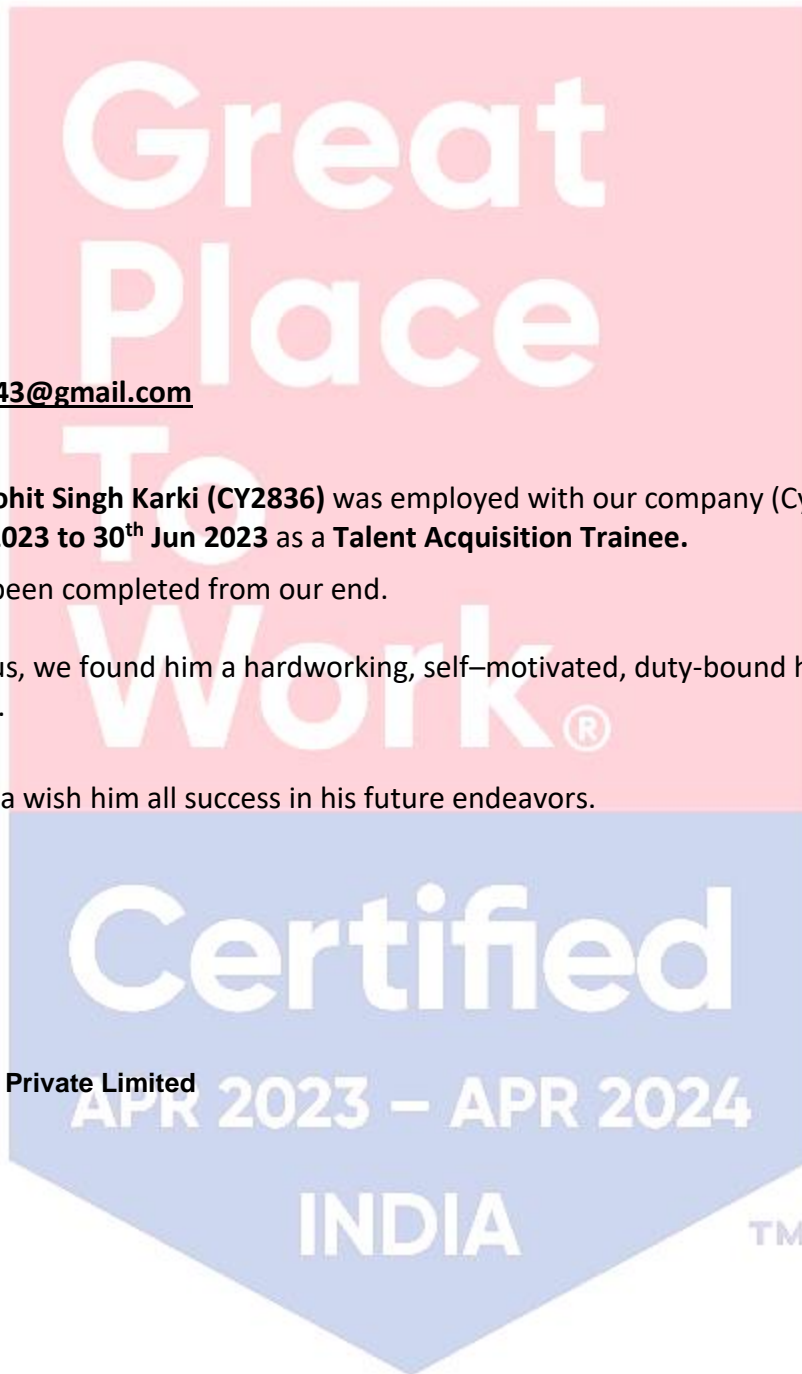 Great
Place
43@gmail.com
To
ohit Singh Karki (CY2836) was employed with our company (Cy
2023 to 30th Jun 2023 as a Talent Acquisition Trainee.
been completed from our end.
Work®
us, we found him a hardworking, self–motivated, duty-bound h
.
a wish him all success in his future endeavors.
Certified
Private Limited
APR 2023 – APR 2024
INDIA
TM